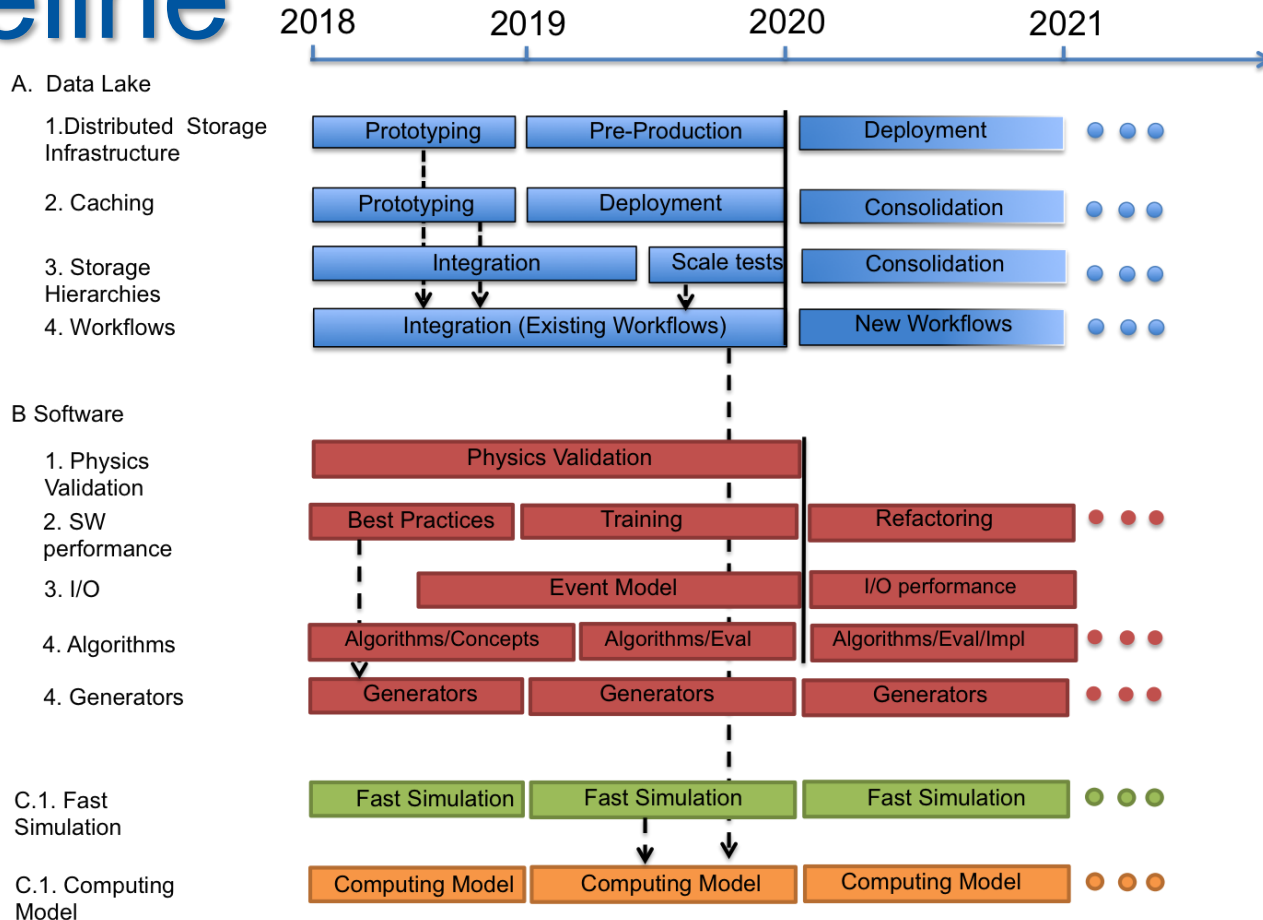 eline
2018 2019 2020 2021
A. Data Lake
1.Distributed Storage
Infrastructure
Prototyping Pre-Production Deployment
2. Caching
Prototyping Deployment Consolidation
3. Storage
Hierarchies
Integration Scale tests Consolidation
4. Workflows
Integration (Existing Workflows) New Workflows
B Software
1. Physics
Validation
Physics Validation
2. SW
performance
Best Practices Training Refactoring
3. I/O
Event Model I/O performance
4. Algorithms
Algorithms/Concepts Algorithms/Eval Algorithms/Eval/Impl
4. Generators
Generators Generators Generators
C.1. Fast
Simulation
Fast Simulation Fast Simulation Fast Simulation
C.1. Computing
Model
Computing Model Computing Model Computing Model